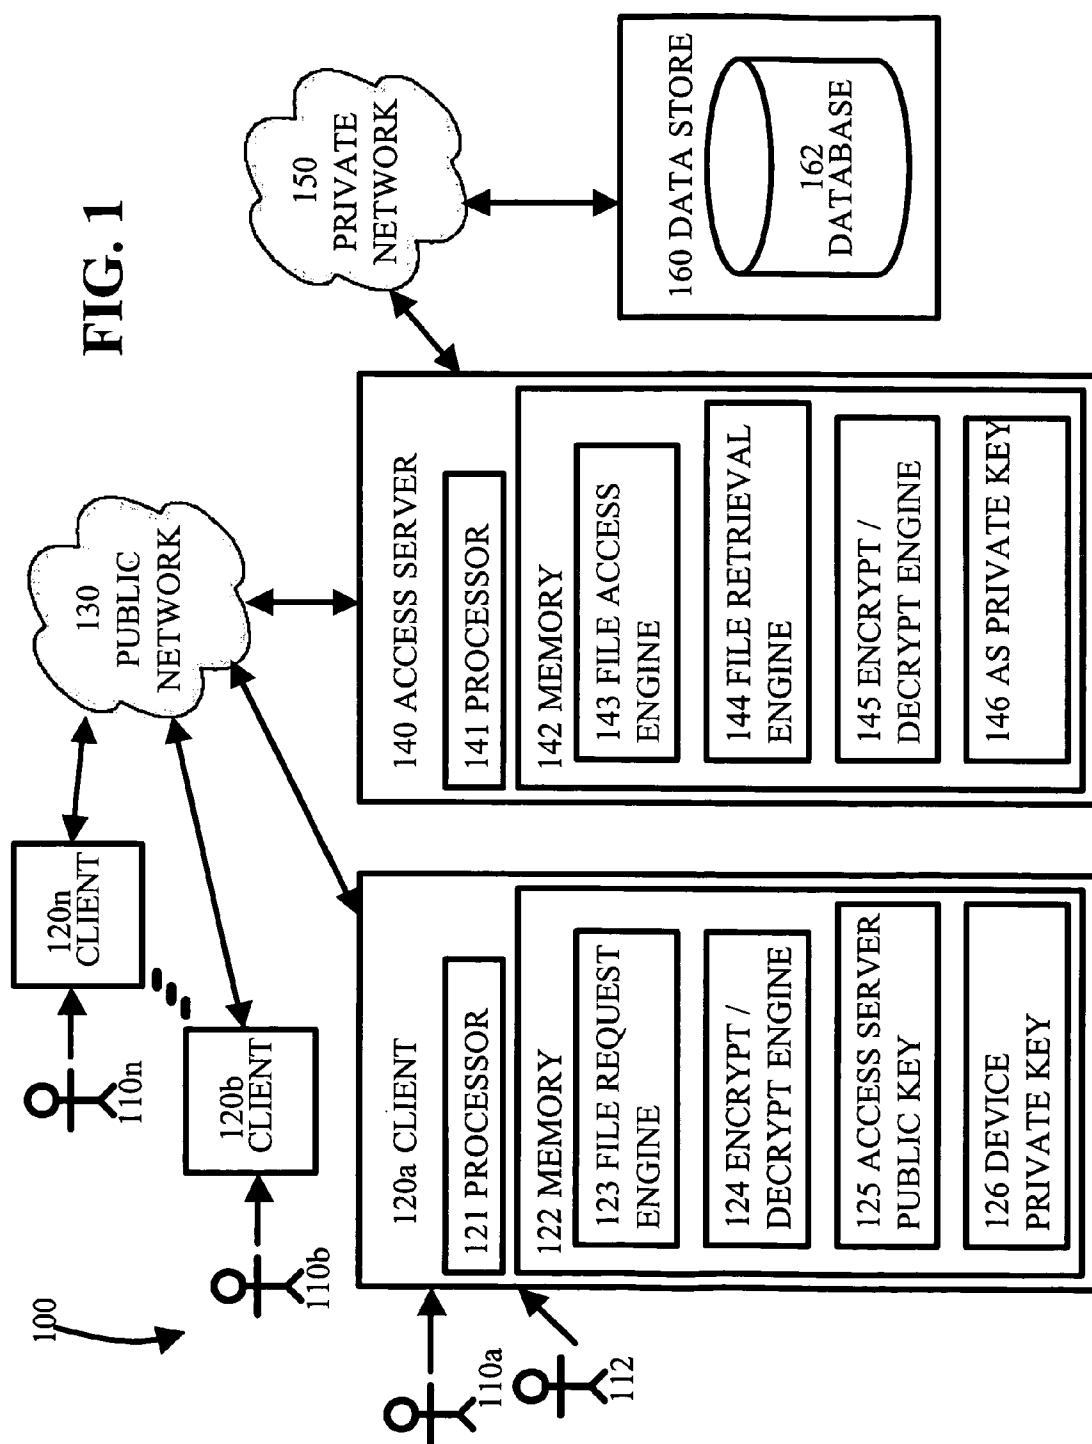 FIG. 1
100
110n
120n
CLIENT
110b
120b
CLIENT
130
PUBLIC
NETWORK
150
PRIVATE
NETWORK
110a
112
120a CLIENT
121 PROCESSOR
122 MEMORY
123 FILE REQUEST
ENGINE
124 ENCRYPT /
DECRYPT ENGINE
125 ACCESS SERVER
PUBLIC KEY
126 DEVICE
PRIVATE KEY
140 ACCESS SERVER
141 PROCESSOR
142 MEMORY
143 FILE ACCESS
ENGINE
144 FILE RETRIEVAL
ENGINE
145 ENCRYPT /
DECRYPT ENGINE
146 AS PRIVATE KEY
160 DATA STORE
162
DATABASE